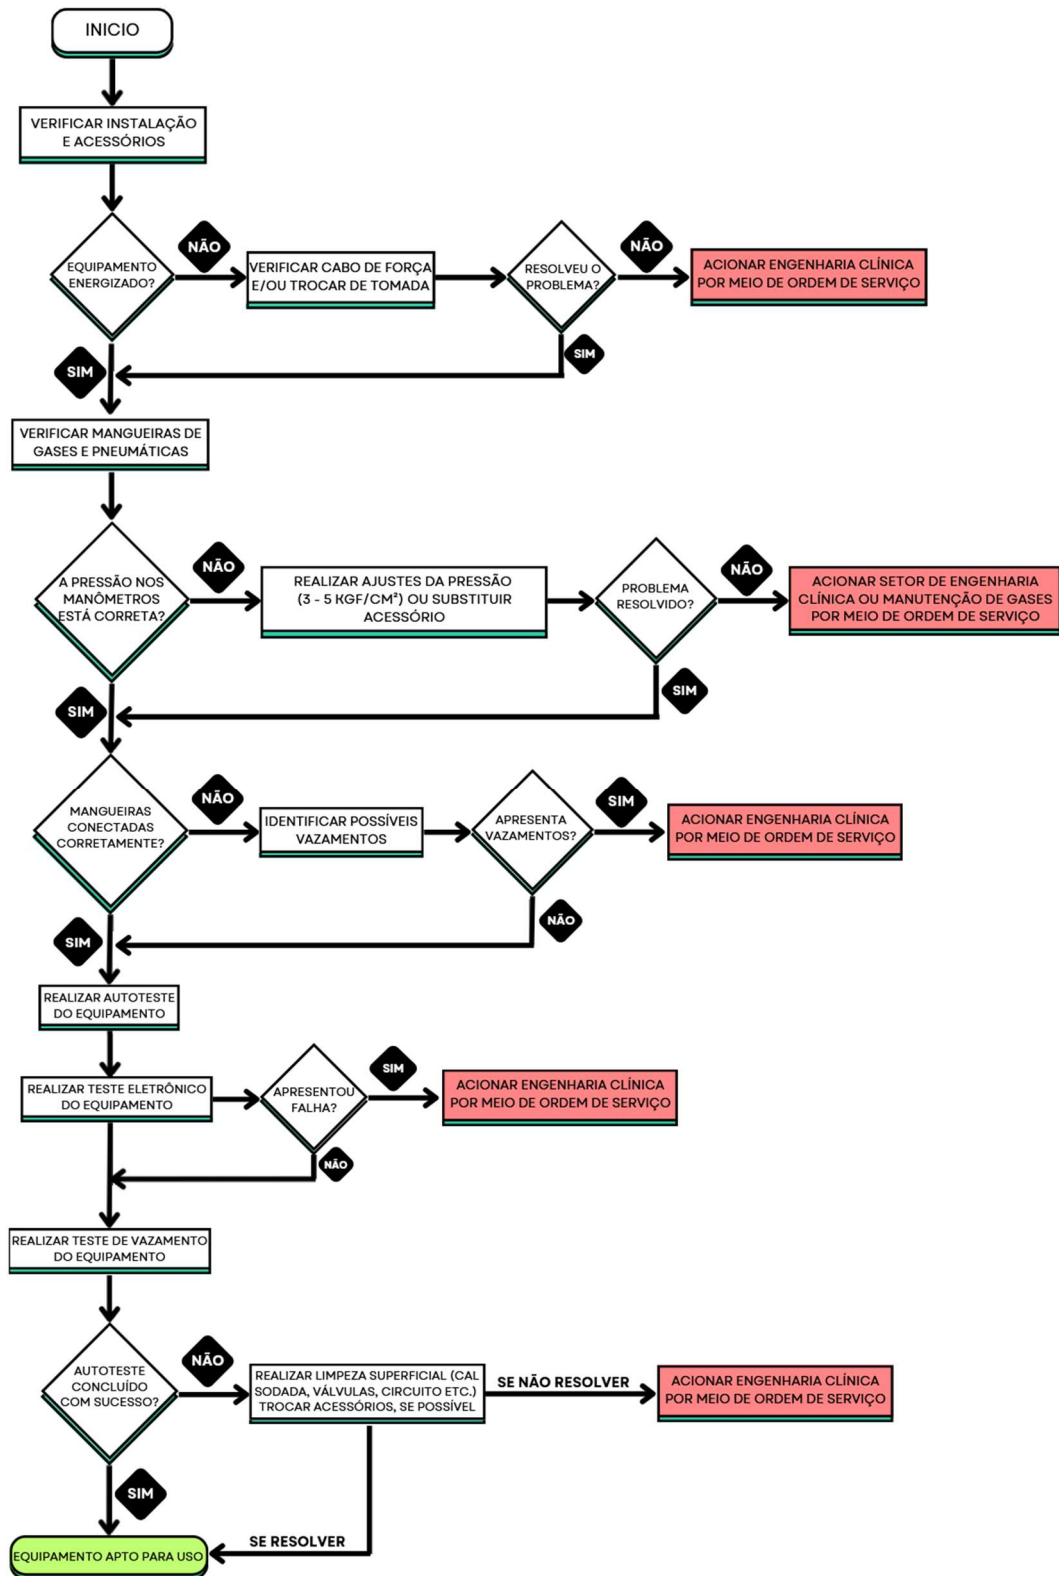 INICIO
VERIFICAR INSTALAÇÃO
E ACESSÓRIOS
EQUIPAMENTO
ENERGIZADO?
NÃO
VERIFICAR CABO DE FORÇA
E/OU TROCAR DE TOMADA
RESOLVEU O
PROBLEMA?
NÃO
ACIONAR ENGENHARIA CLÍNICA
POR MEIO DE ORDEM DE SERVIÇO
SIM
SIM
VERIFICAR MANGUEIRAS DE
GASES E PNEUMÁTICAS
A PRESSÃO NOS
MANÔMETROS
ESTÁ CORRETA?
NÃO
REALIZAR AJUSTES DA PRESSÃO
(3 - 5 KGF/CM²) OU SUBSTITUIR
ACESSÓRIO
PROBLEMA
RESOLVIDO?
NÃO
ACIONAR SETOR DE ENGENHARIA
CLÍNICA OU MANUTENÇÃO DE GASES
POR MEIO DE ORDEM DE SERVIÇO
SIM
SIM
MANGUEIRAS
CONECTADAS
CORRETAMENTE?
NÃO
IDENTIFICAR POSSÍVEIS
VAZAMENTOS
APRESENTA
VAZAMENTOS?
SIM
ACIONAR ENGENHARIA CLÍNICA
POR MEIO DE ORDEM DE SERVIÇO
NÃO
SIM
REALIZAR AUTOTESTE
DO EQUIPAMENTO
REALIZAR TESTE ELETRÔNICO
DO EQUIPAMENTO
APRESENTOU
FALHA?
SIM
ACIONAR ENGENHARIA CLÍNICA
POR MEIO DE ORDEM DE SERVIÇO
NÃO
REALIZAR TESTE DE VAZAMENTO
DO EQUIPAMENTO
AUTOTESTE
CONCLUÍDO
COM SUCESSO?
NÃO
REALIZAR LIMPEZA SUPERFICIAL (CAL
SODADA, VÁLVULAS, CIRCUITO ETC.)
TROCAR ACESSÓRIOS, SE POSSÍVEL
SE NÃO RESOLVER
ACIONAR ENGENHARIA CLÍNICA
POR MEIO DE ORDEM DE SERVIÇO
SIM
SE RESOLVER
EQUIPAMENTO APTO PARA USO